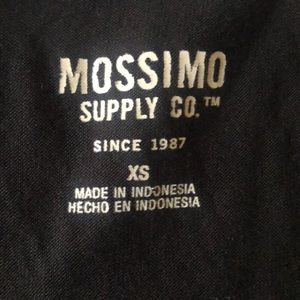 MOSSIMO
SUPPLY CO.™
SINCE 1987
XS
MADE IN INDONESIA
HECHO EN INDONESIA